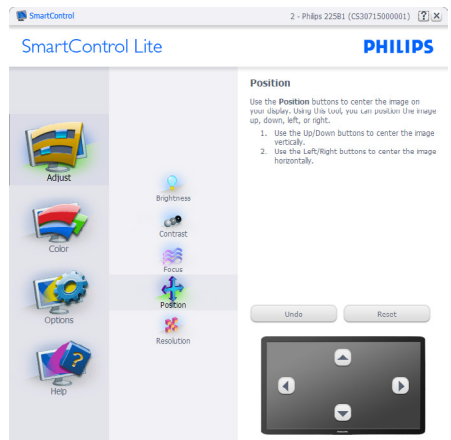 SmartControl
2 - Philips 225B1 (CS30715000001)
?
X
SmartControl Lite
PHILIPS
Adjust
Color
Options
Help
Brightness
Contrast
Focus
Position
Resolution
Position
Use the Position buttons to center the image on
your display. Using this tool, you can position the image
up, down, left, or right.
1. Use the Up/Down buttons to center the image
vertically.
2. Use the Left/Right buttons to center the image
horizontally.
Undo
Reset